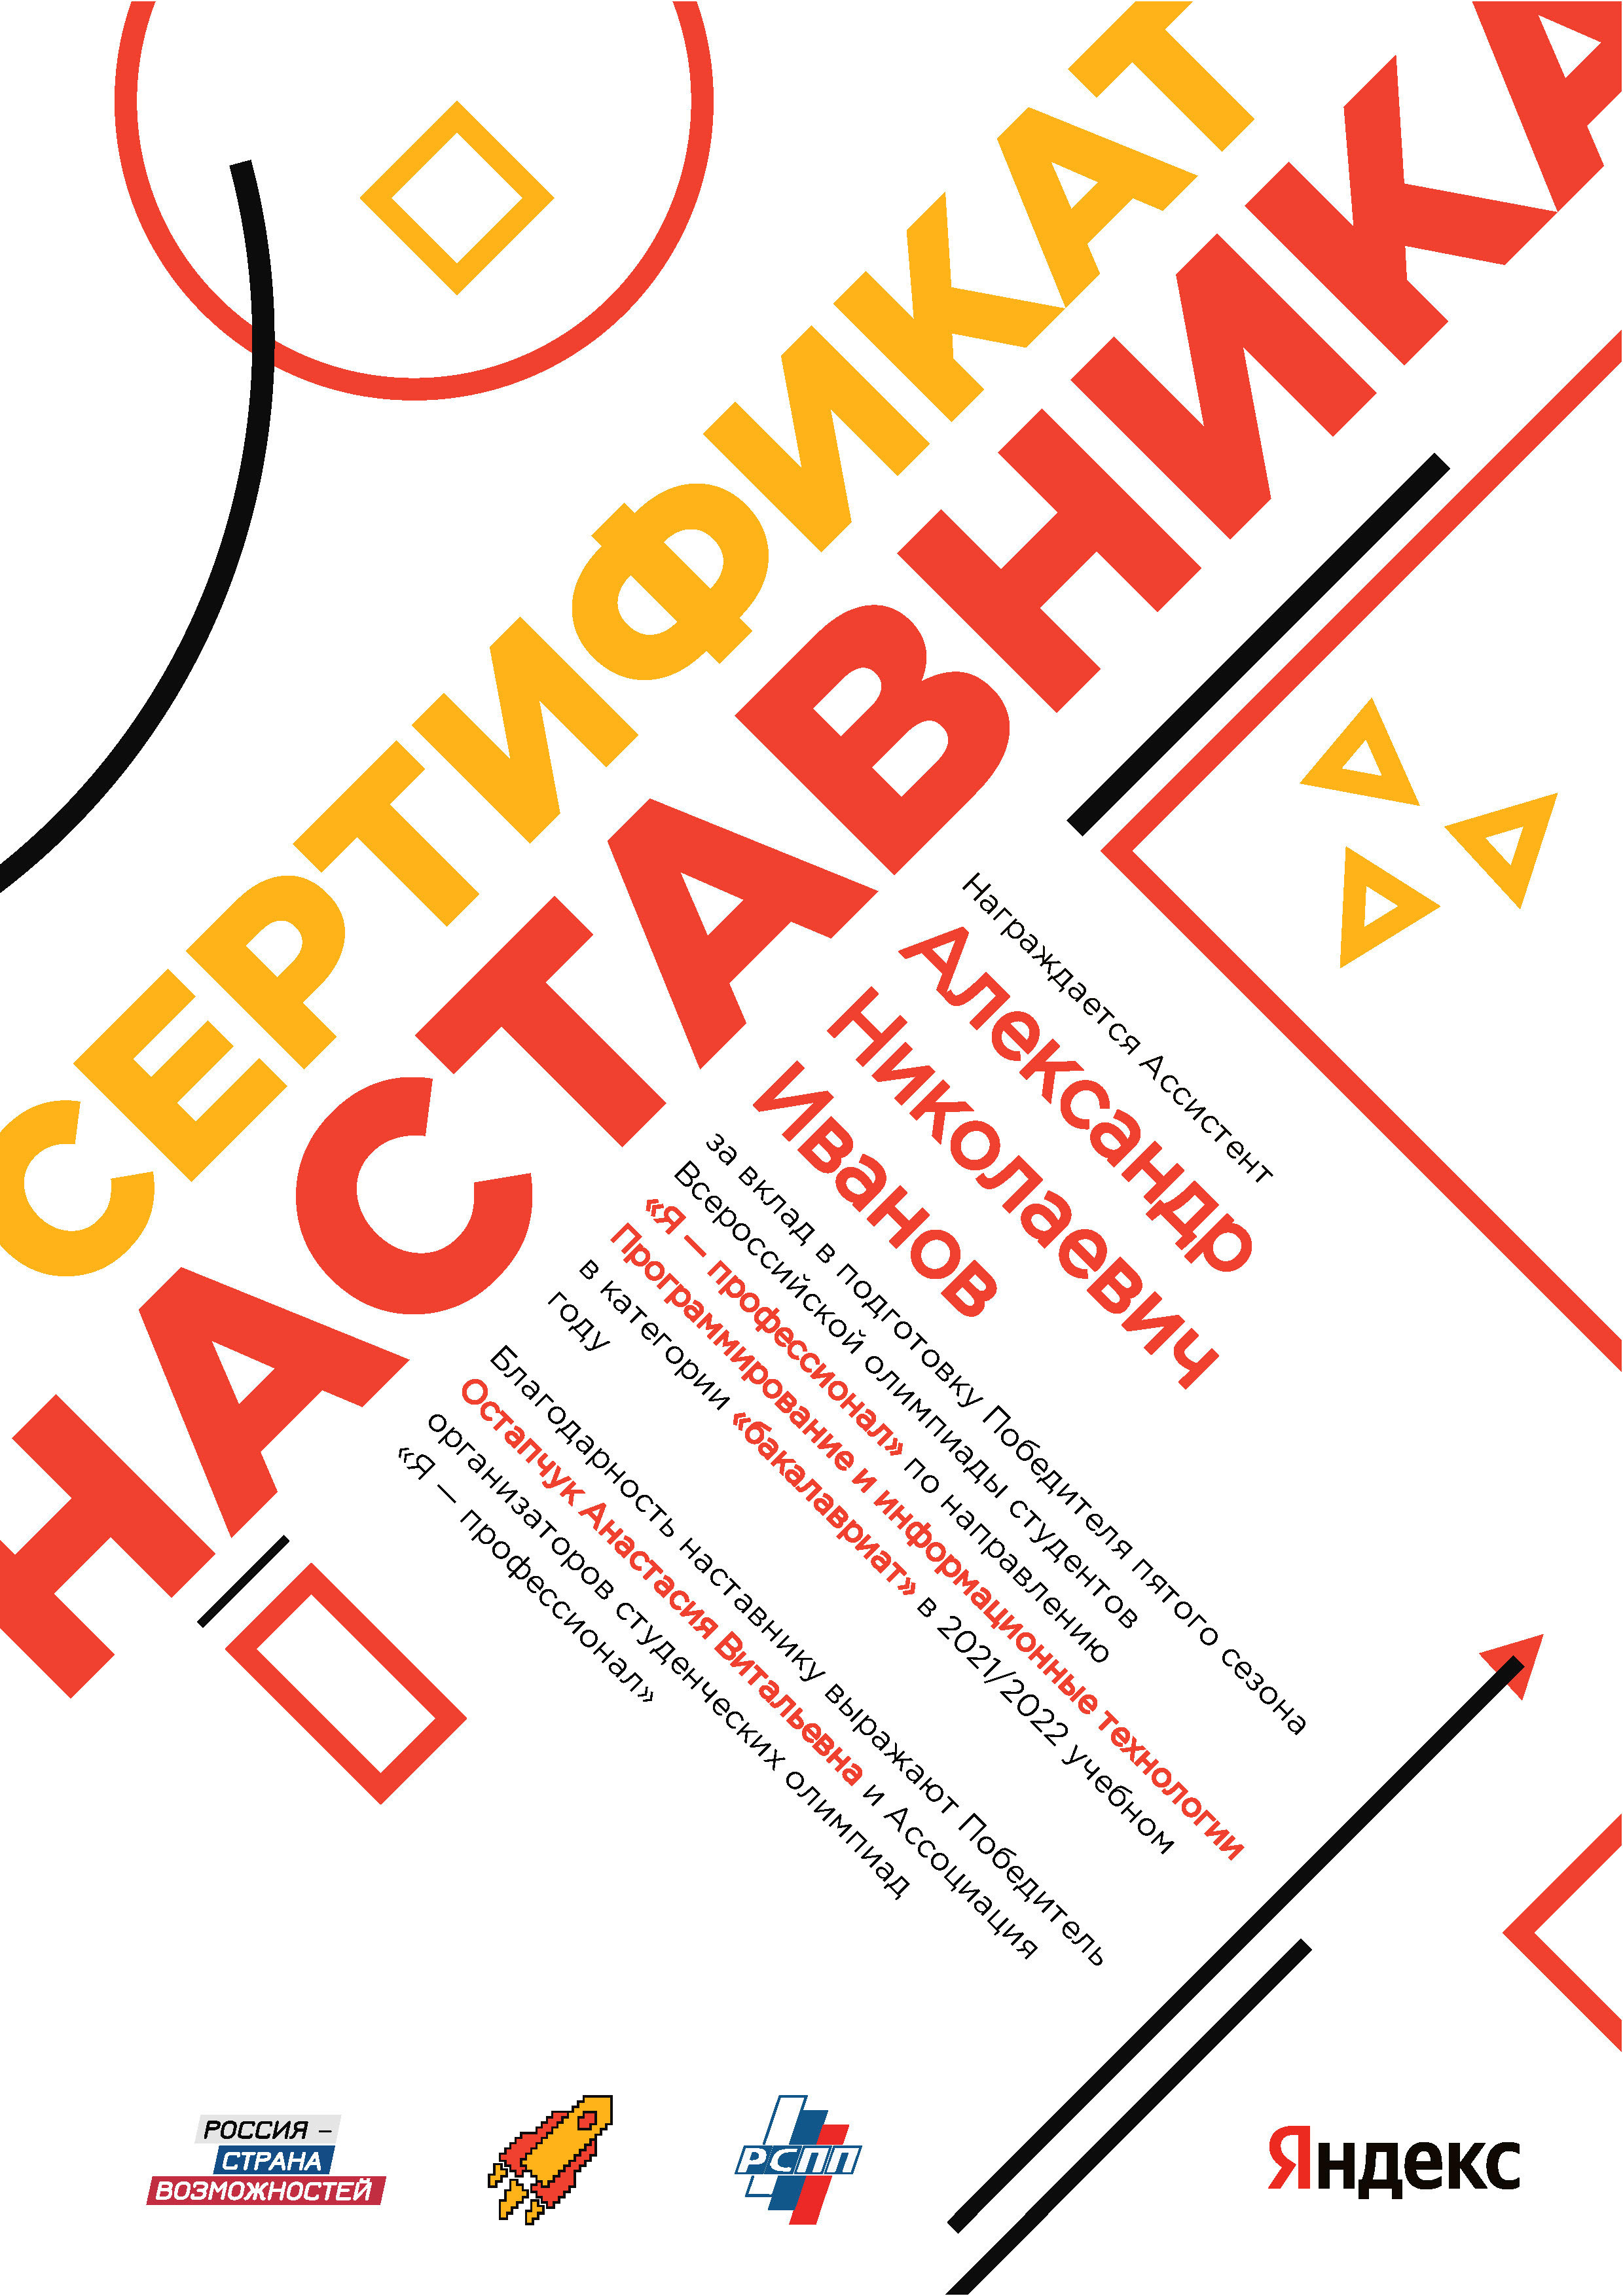 СЕРТИФИКАТ
НАСТАВНИКА
Награждается Ассистент
Александр
Николаевич
Иванов
за вклад в подготовку Победителя пятого сезона
Всероссийской олимпиады студентов
«Я — профессионал» по направлению
Программирование и информационные технологии
в категории «бакалавриат» в 2021/2022 учебном
году
Благодарность наставнику выражают Победитель
Остапчук Анастасия Витальевна и Ассоциация
организаторов студенческих олимпиад
«Я — профессионал»
РОССИЯ –
СТРАНА
ВОЗМОЖНОСТЕЙ
РСПП
Яндекс